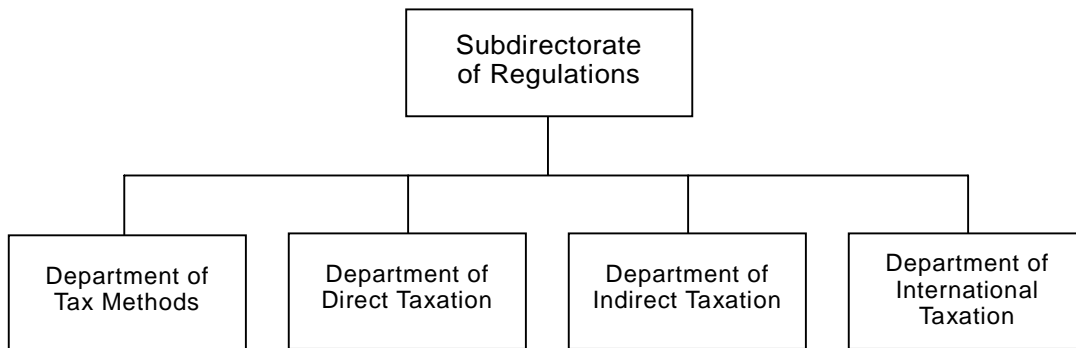 Subdirectorate
of Regulations
Department of
Tax Methods
Department of
Direct Taxation
Department of
Indirect Taxation
Department of
International
Taxation